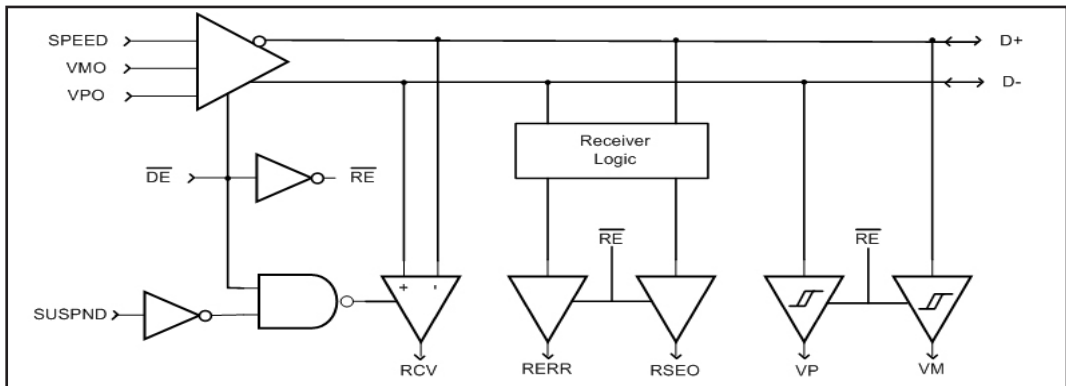 SPEED
VMO
VPO
D+
D-
Receiver
Logic
DE
RE
RE
RE
SUSPND
+
-
RCV
RERR
RSEO
VP
VM